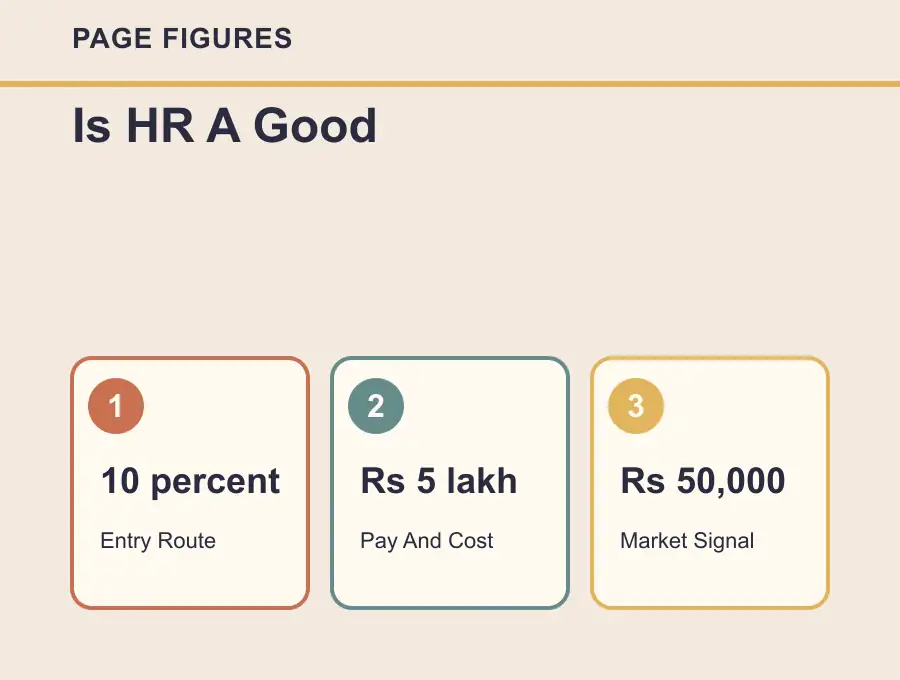 PAGE FIGURES
Is HR A Good
1
10 percent
Entry Route
2
Rs 5 lakh
Pay And Cost
3
Rs 50,000
Market Signal